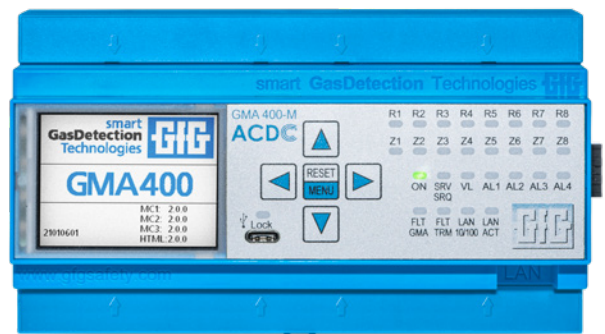 smart GasDetection Technologies GfG
smart
GasDetection
Technologies
GfG
GMA400
MC1: 2.0.0
MC2: 2.0.0
MC3: 2.0.0
21010601
HTML: 2.0.0
GMA 400-M
ACDC
RESET
MENU
Lock
R1 R2 R3 R4 R5 R6 R7 R8
Z1 Z2 Z3 Z4 Z5 Z6 Z7 Z8
ON SRV VL AL1 AL2 AL3 AL4
SRQ
FLT FLT LAN LAN
GMA TRM 10/100 ACT
GfG
www.gfgsafety.com
LAN